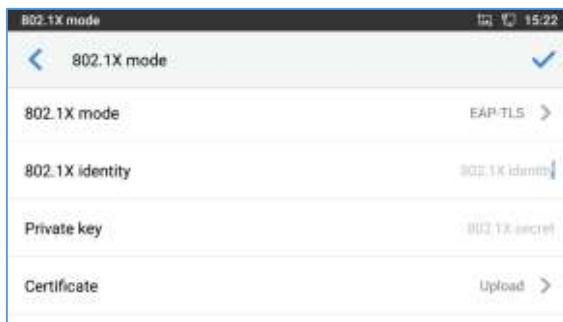 802.1X mode 15:22
802.1X mode
802.1X mode EAP-TLS
802.1X identity 802.1X identity
Private key 802.1X secret
Certificate Upload